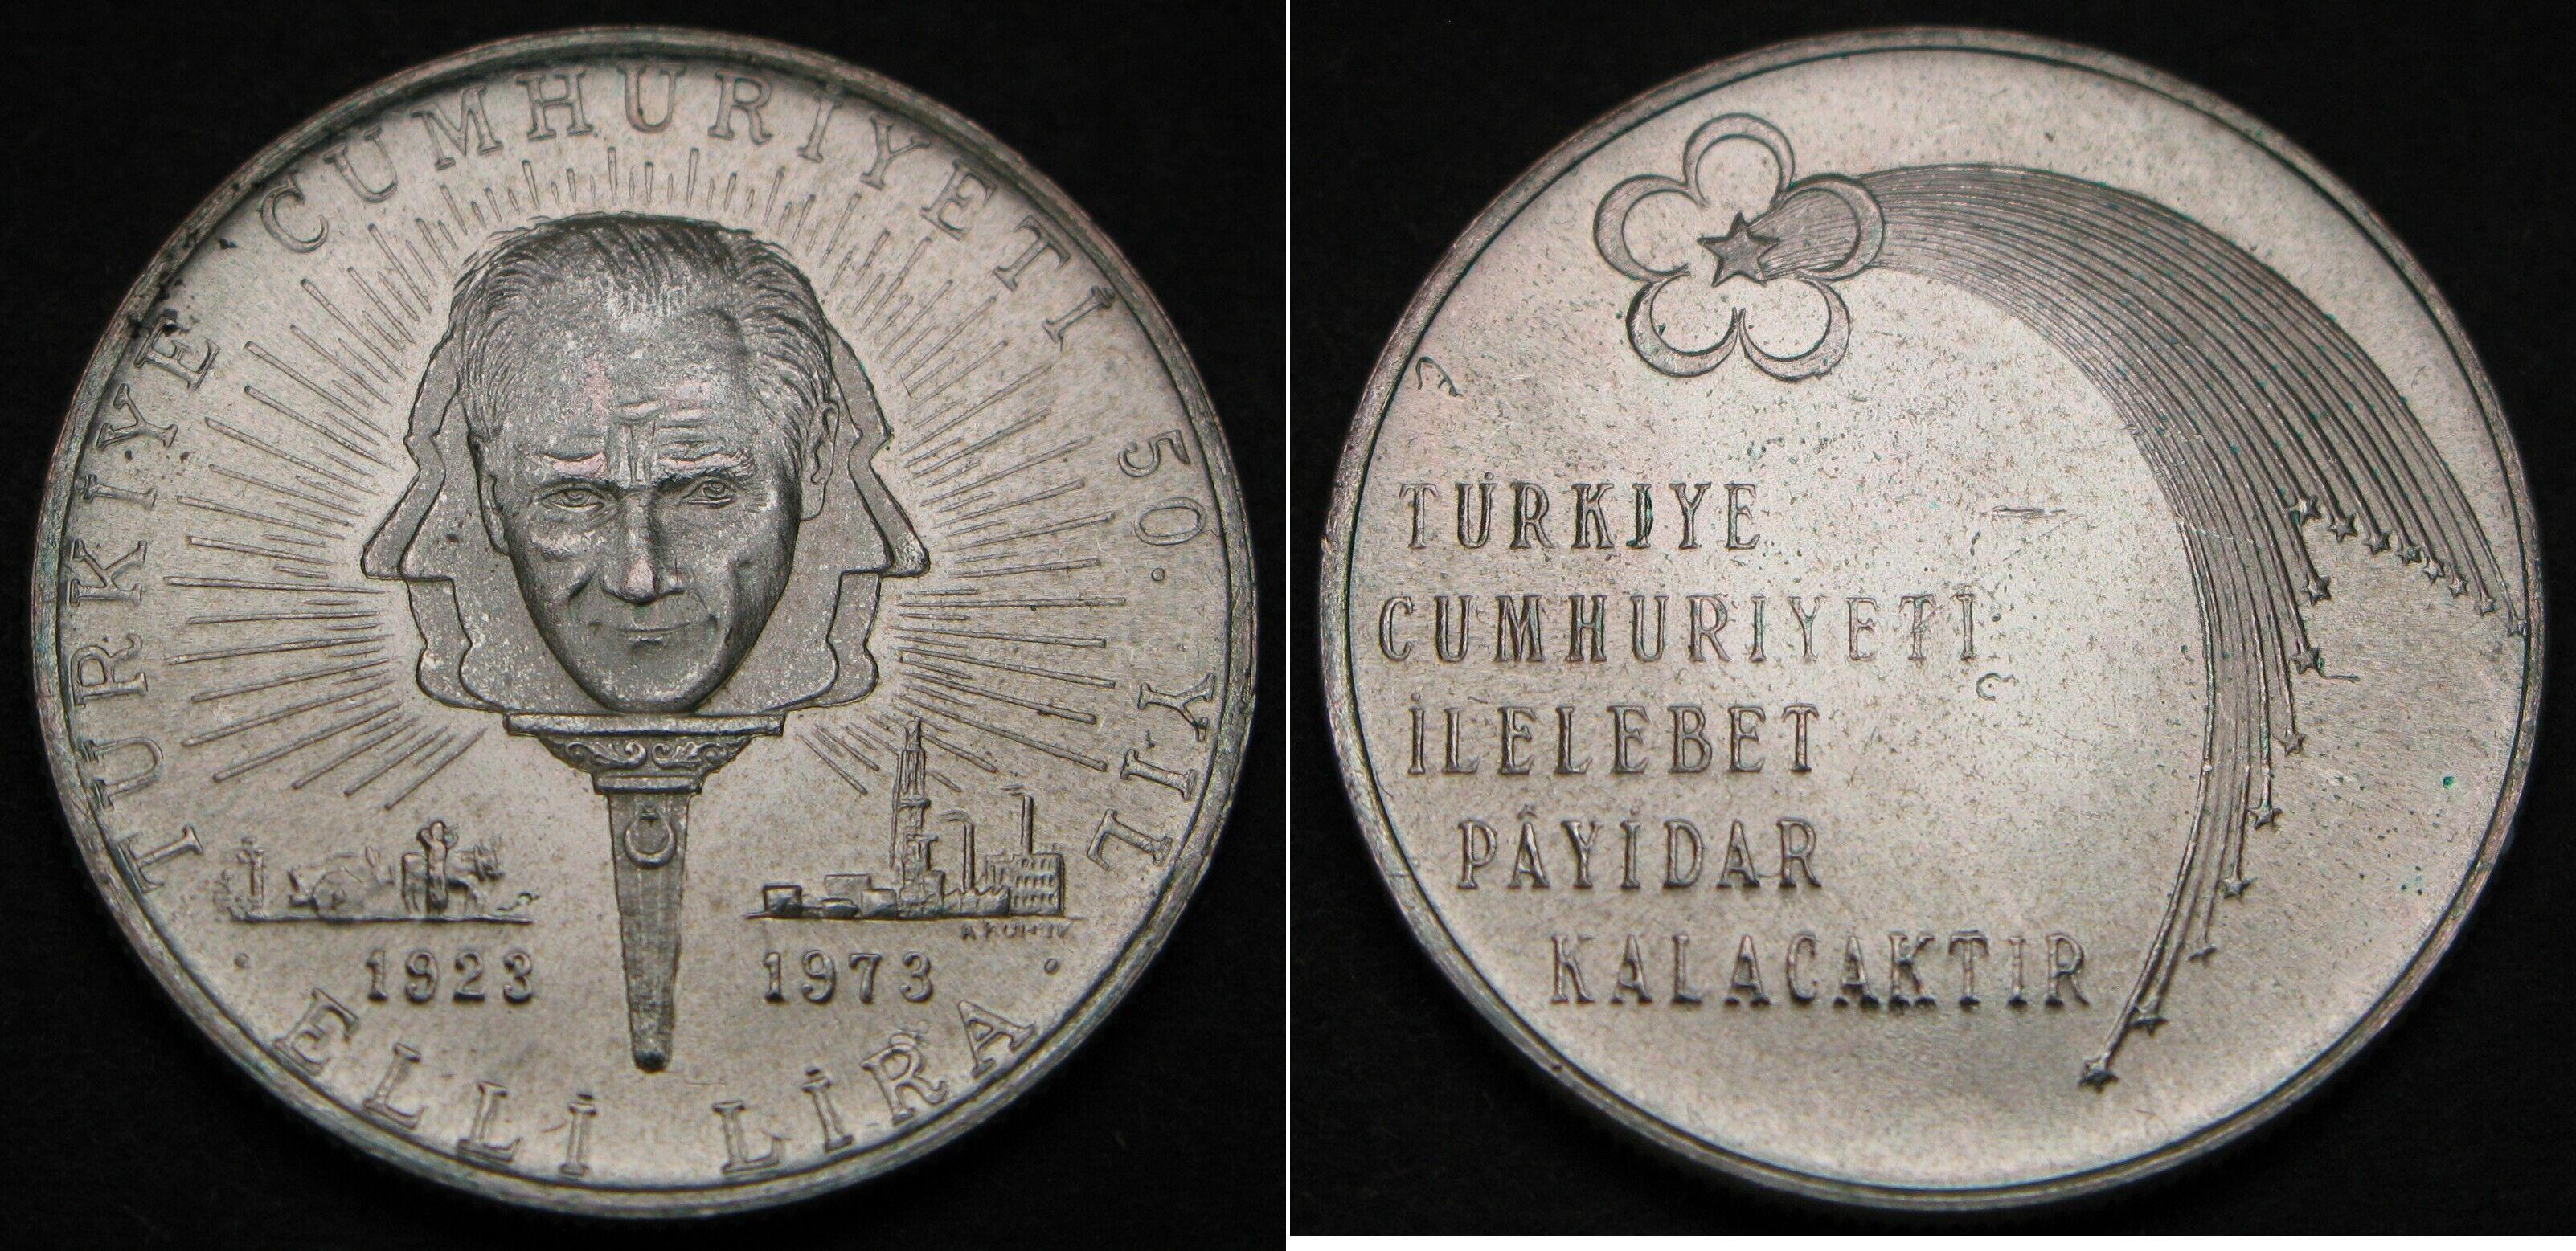 TÜRKİYE CUMHURİYETİ 50. YIL
1923 1973
ELLİ LİRA
TÜRKİYE
CUMHURİYETİ
İLELEBET
PÂYİDAR
KALACAKTIR